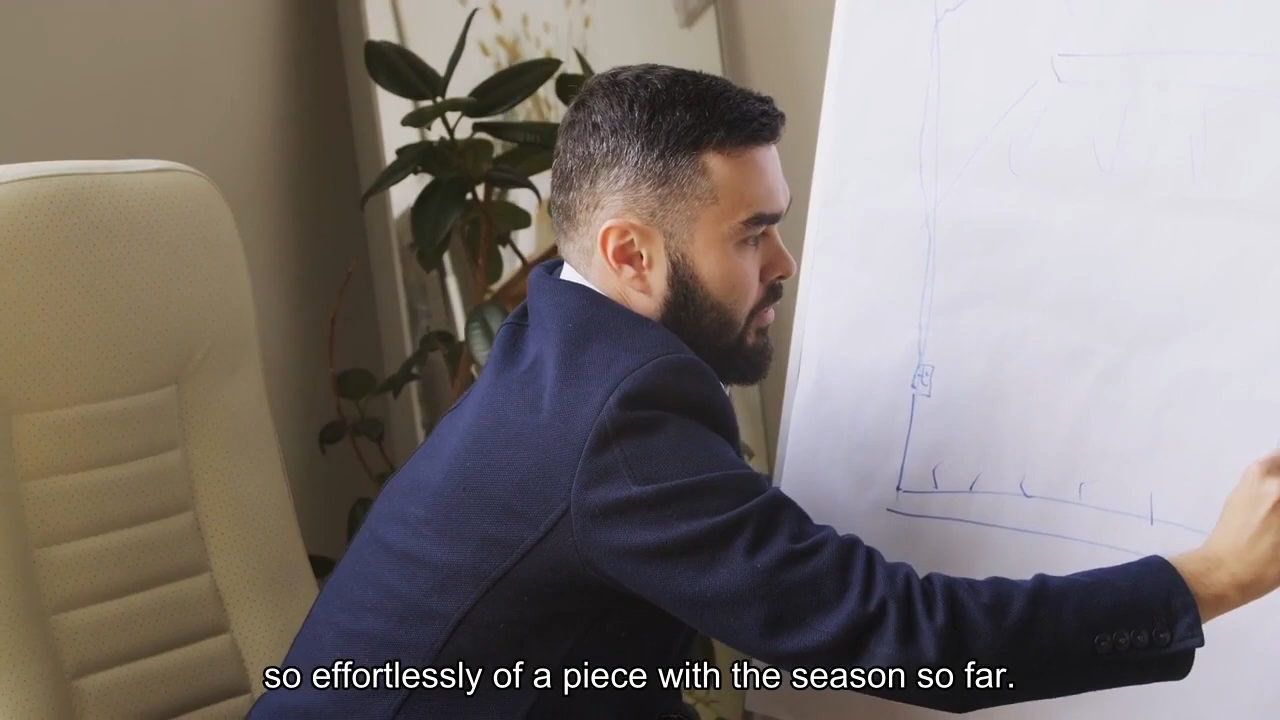 so effortlessly of a piece with the season so far.